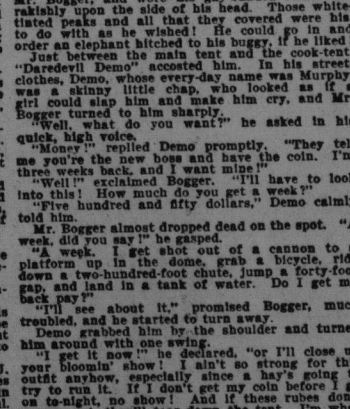 Mr. Bogger, and wore his
rakishly upon the side of his head. Those white
tinted peaks and all that they covered were his
to do with as he wished! He could go in and
order an elephant hitched to his buggy, if he liked
Just between the main tent and the cook-tent
"Daredevil Demo" accosted him. In his street
clothes, Demo, whose every-day name was Murphy
was a skinny little chap, who looked as if a
girl could slap him and make him cry, and Mr.
Bogger turned to him sharply.
"Well, what do you want?" he asked in his
quick, high voice.
"Money!" replied Demo promptly. "They tel
me you're the new boss and have the coin. I'm
three weeks back, and I want mine!"
"Well!" exclaimed Bogger. "I'll have to loo
into this! How much do you get a week?"
"Five hundred and fifty dollars," Demo calml
told him.
Mr. Bogger almost dropped dead on the spot. "A
week, did you say!" he gasped.
"A week. I get shot out of a cannon to a
platform up in the dome, grab a bicycle, rid
down a two-hundred-foot chute, jump a forty-foo
gap, and land in a tank of water. Do I get m
back pay?"
"I'll see about it," promised Bogger, muc
troubled, and he started to turn away.
Demo grabbed him by the shoulder and turne
him around with one swing.
"I get it now!" he declared, "or I'll close u
your bloomin' show! I ain't so strong for th
outfit anyhow, especially since a hay's going
try to run it. If I don't get my coin before I g
on to-night, no show! And if these rubes don'